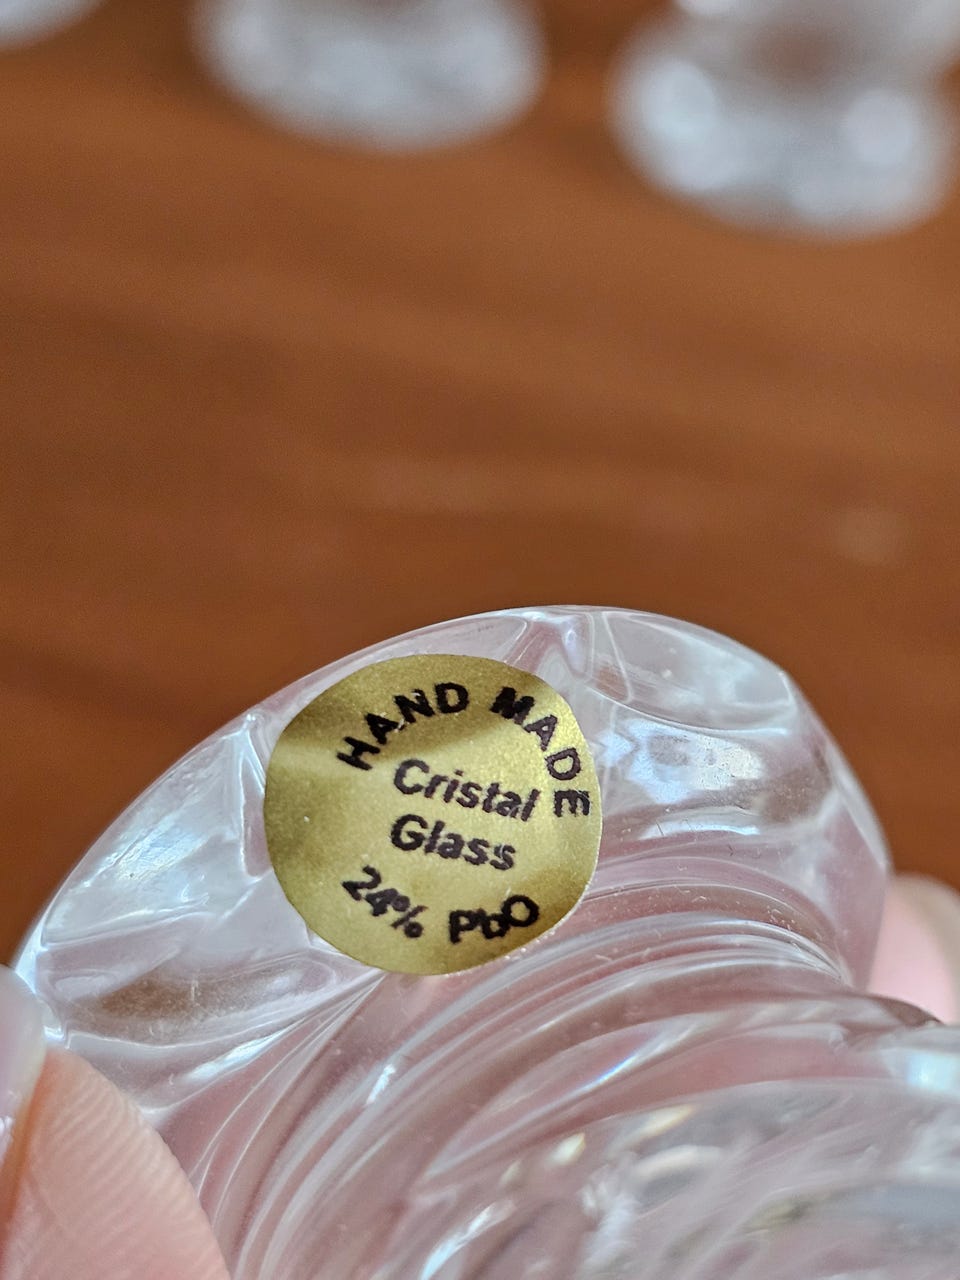 HAND MADE
Cristal
Glass
24% PbO